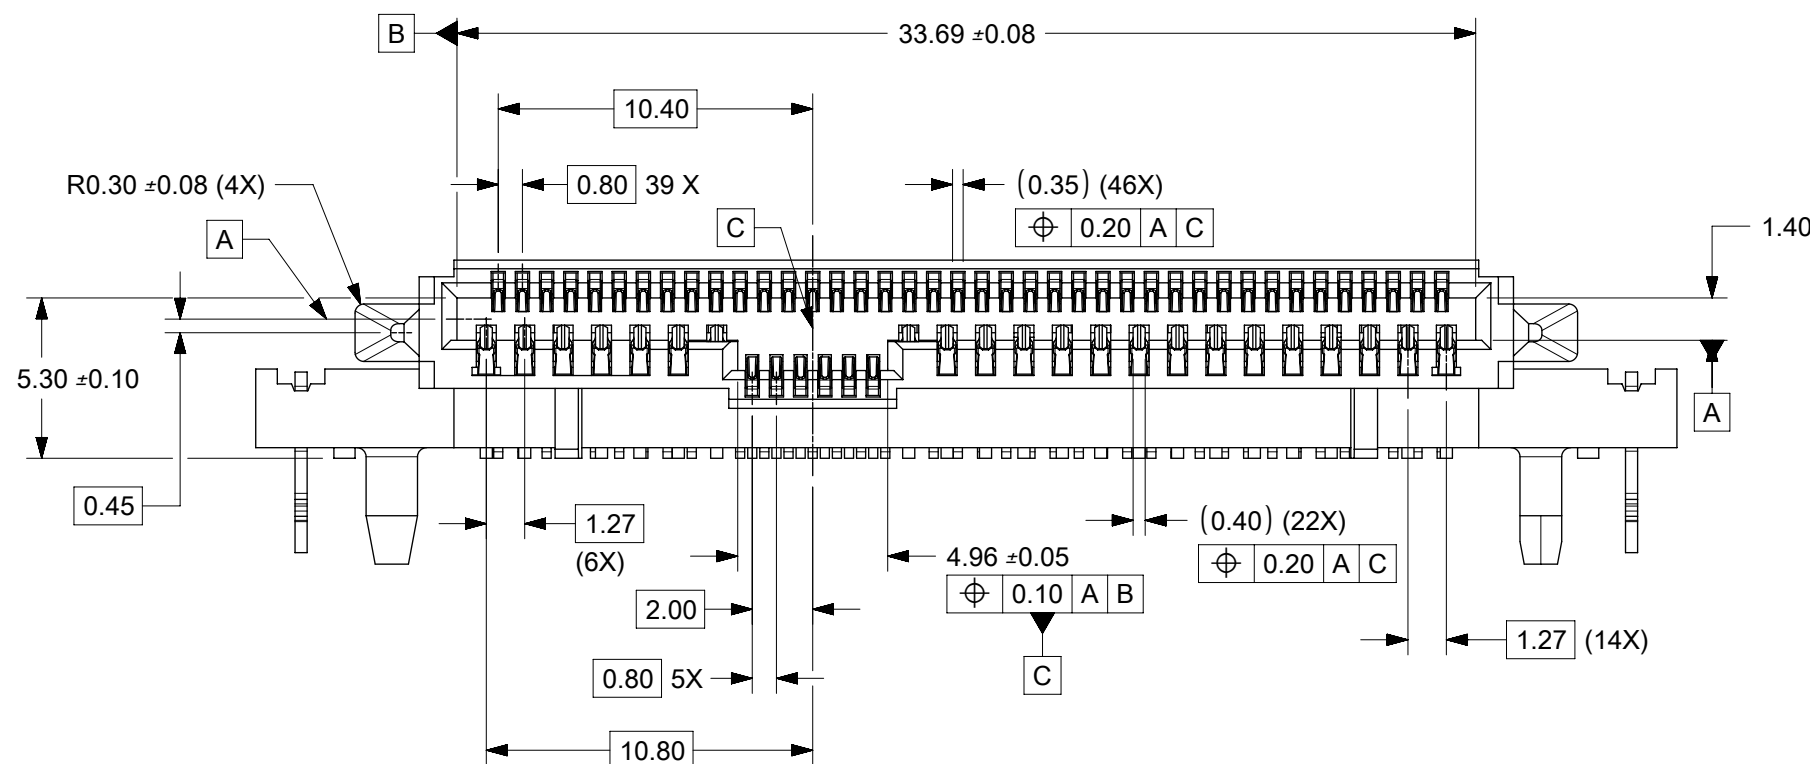 B
33.69 ±0.08
10.40
R0.30 ±0.08 (4X)
0.80 39 X
(0.35) (46X)
⌖ 0.20 A C
A
C
1.40
5.30 ±0.10
A
0.45
1.27
(6X)
(0.40) (22X)
⌖ 0.20 A C
4.96 ±0.05
⌖ 0.10 A B
2.00
1.27 (14X)
C
0.80 5X
10.80